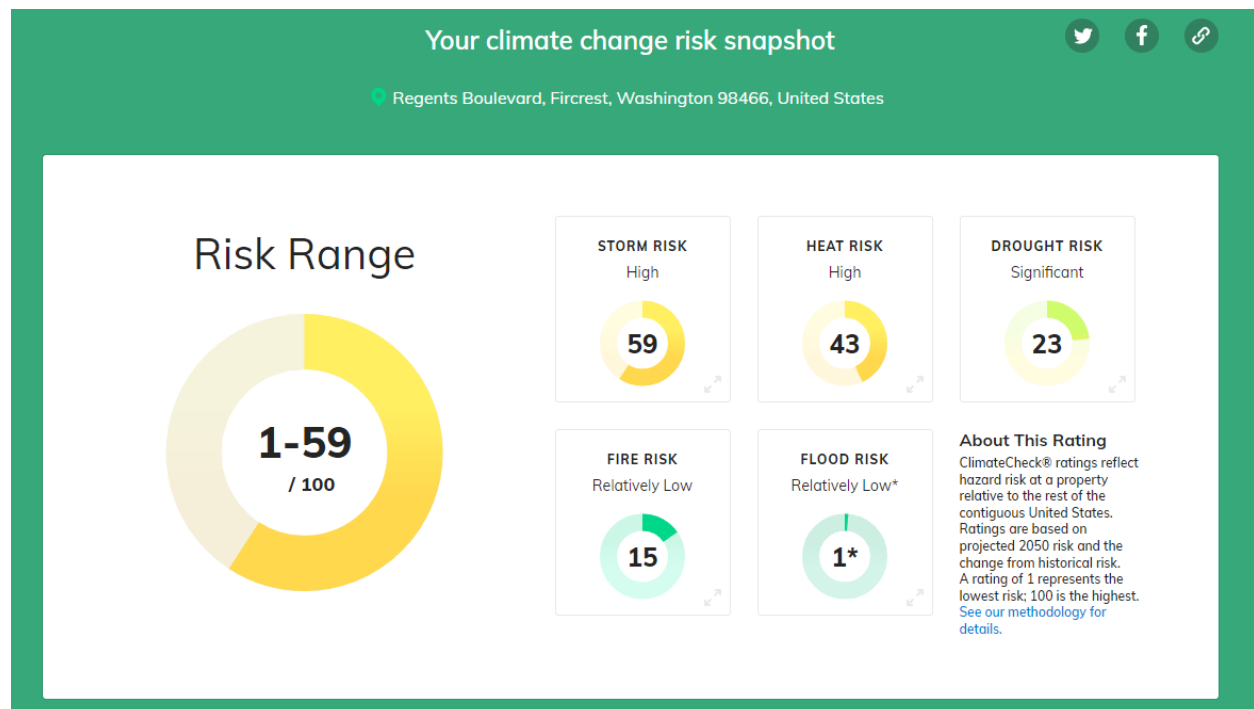 Your climate change risk snapshot
Regents Boulevard, Fircrest, Washington 98466, United States
Risk Range
1-59
/ 100
STORM RISK
High
59
HEAT RISK
High
43
DROUGHT RISK
Significant
23
FIRE RISK
Relatively Low
15
FLOOD RISK
Relatively Low*
1*
About This Rating
ClimateCheck® ratings reflect
hazard risk at a property
relative to the rest of the
contiguous United States.
Ratings are based on
projected 2050 risk and the
change from historical risk.
A rating of 1 represents the
lowest risk; 100 is the highest.
See our methodology for
details.